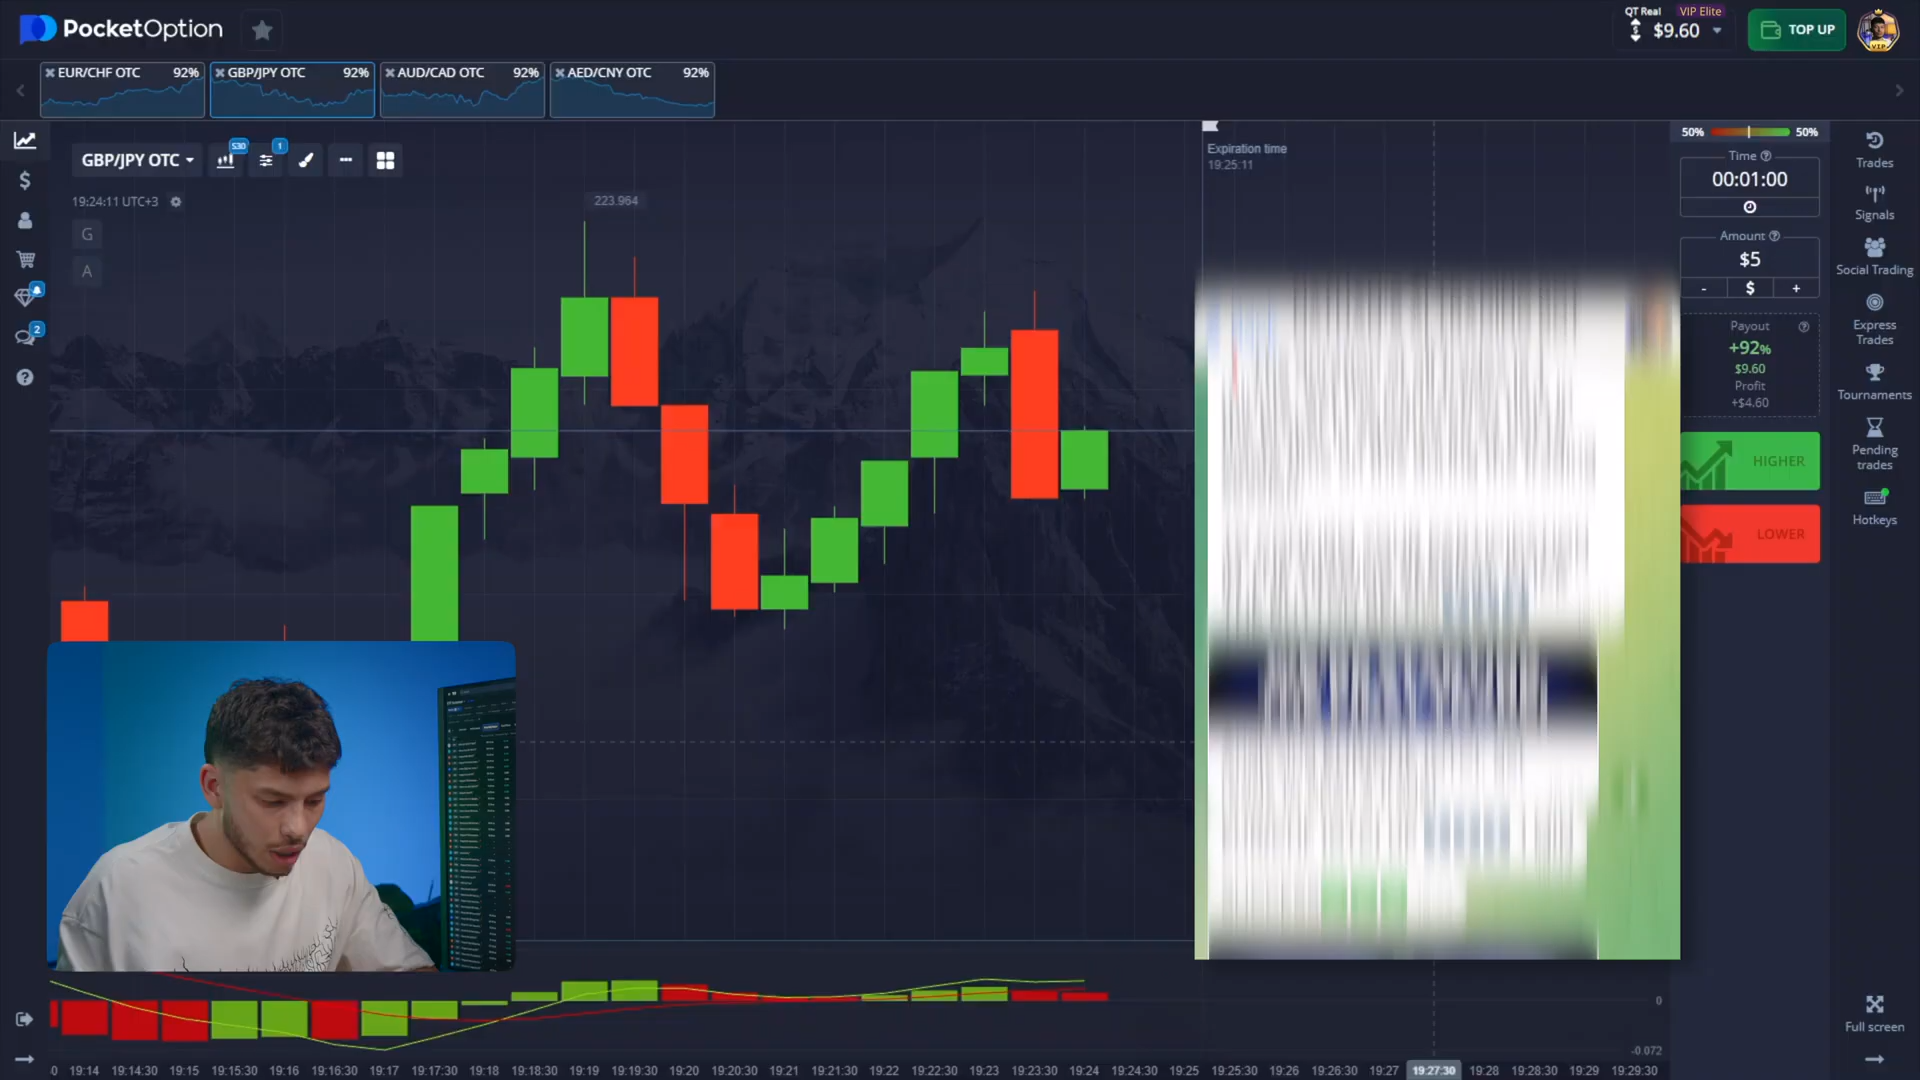 PocketOption
QT Real VIP Elite
$9.60
TOP UP
VIP
EUR/CHF OTC 92%
GBP/JPY OTC 92%
AUD/CAD OTC 92%
AED/CNY OTC 92%
GBP/JPY OTC
S30
1
19:24:11 UTC+3
G
A
223.964
2
Expiration time
19:25:11
50% 50%
Time
00:01:00
Amount
$5
- $ +
Payout
+92%
$9.60
Profit
+$4.60
HIGHER
LOWER
Trades
Signals
Social Trading
Express
Trades
Tournaments
Pending
trades
Hotkeys
Full screen
0
-0.072
0 19:14 19:14:30 19:15 19:15:30 19:16 19:16:30 19:17 19:17:30 19:18 19:18:30 19:19 19:19:30 19:20 19:20:30 19:21 19:21:30 19:22 19:22:30 19:23 19:23:30 19:24 19:24:30 19:25 19:25:30 19:26 19:26:30 19:27 19:27:30 19:28 19:28:30 19:29 19:29:30